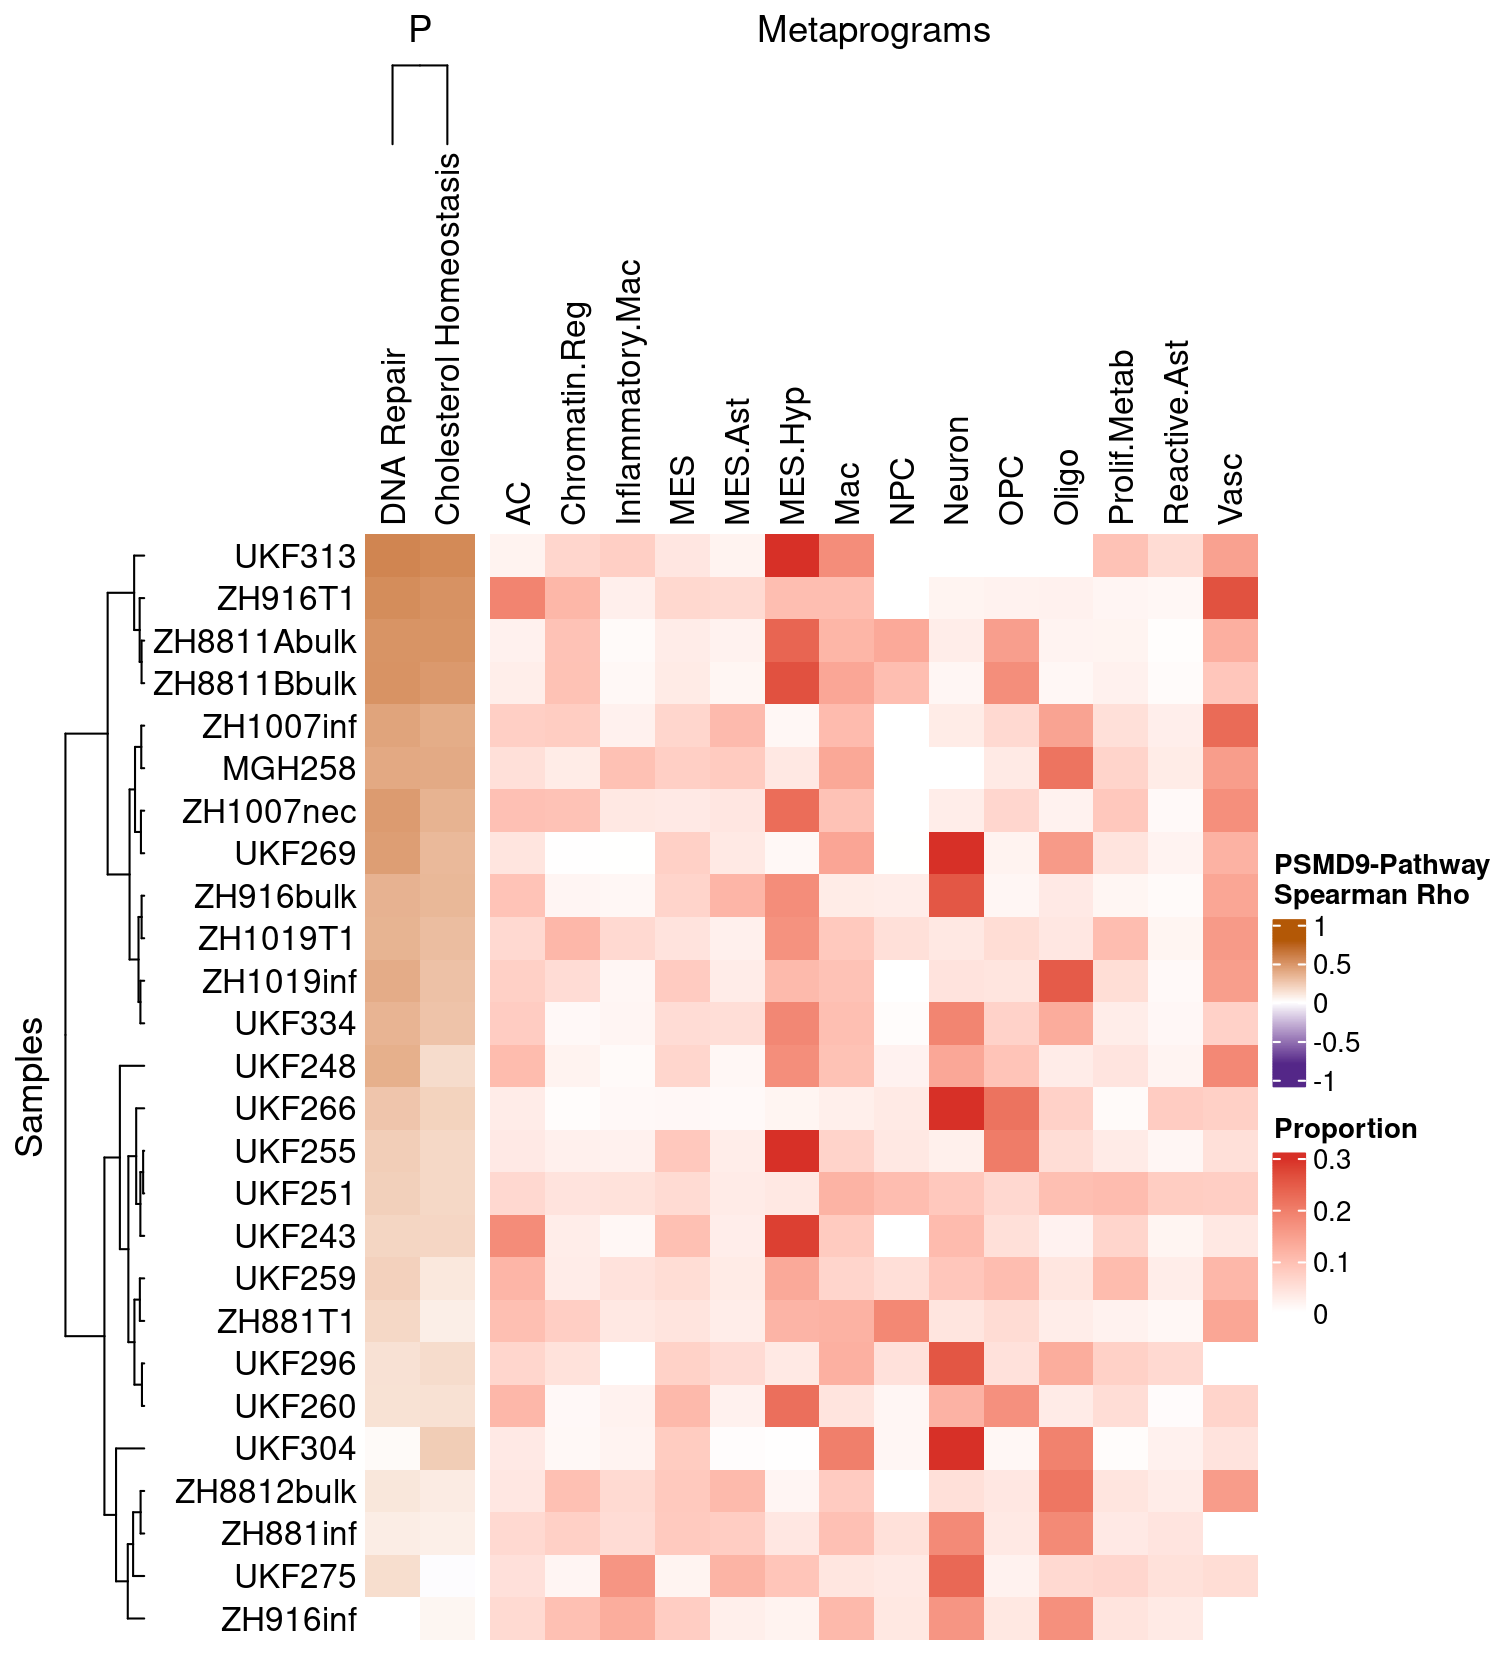 P
Metaprograms
DNA Repair
Cholesterol Homeostasis
AC
Chromatin.Reg
Inflammatory.Mac
MES
MES.Ast
MES.Hyp
Mac
NPC
Neuron
OPC
Oligo
Prolif.Metab
Reactive.Ast
Vasc
Samples
UKF313
ZH916T1
ZH8811Abulk
ZH8811Bbulk
ZH1007inf
MGH258
ZH1007nec
UKF269
ZH916bulk
ZH1019T1
ZH1019inf
UKF334
UKF248
UKF266
UKF255
UKF251
UKF243
UKF259
ZH881T1
UKF296
UKF260
UKF304
ZH8812bulk
ZH881inf
UKF275
ZH916inf
PSMD9-Pathway
Spearman Rho
1
0.5
0
-0.5
-1
Proportion
0.3
0.2
0.1
0